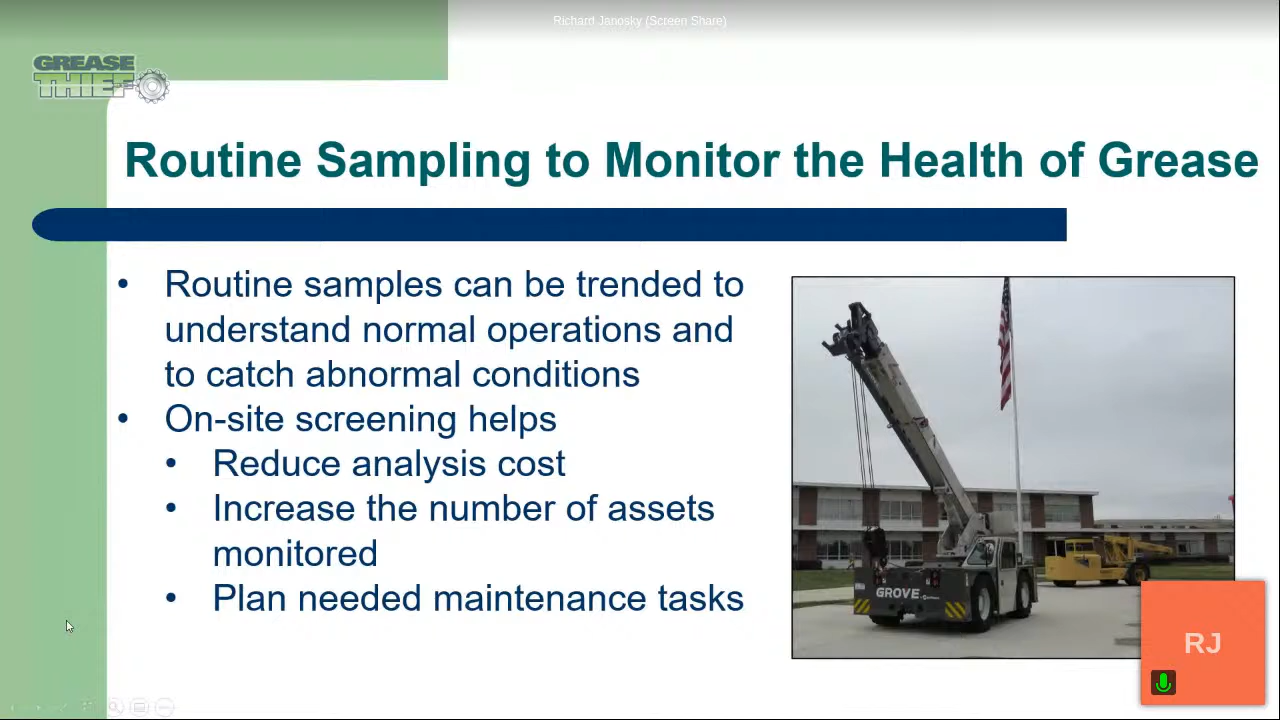 Richard Janosky (Screen Share)
GREASE
THIEF
Routine Sampling to Monitor the Health of Grease
• Routine samples can be trended to
understand normal operations and
to catch abnormal conditions
• On-site screening helps
• Reduce analysis cost
• Increase the number of assets
monitored
• Plan needed maintenance tasks
GROVE
RJ